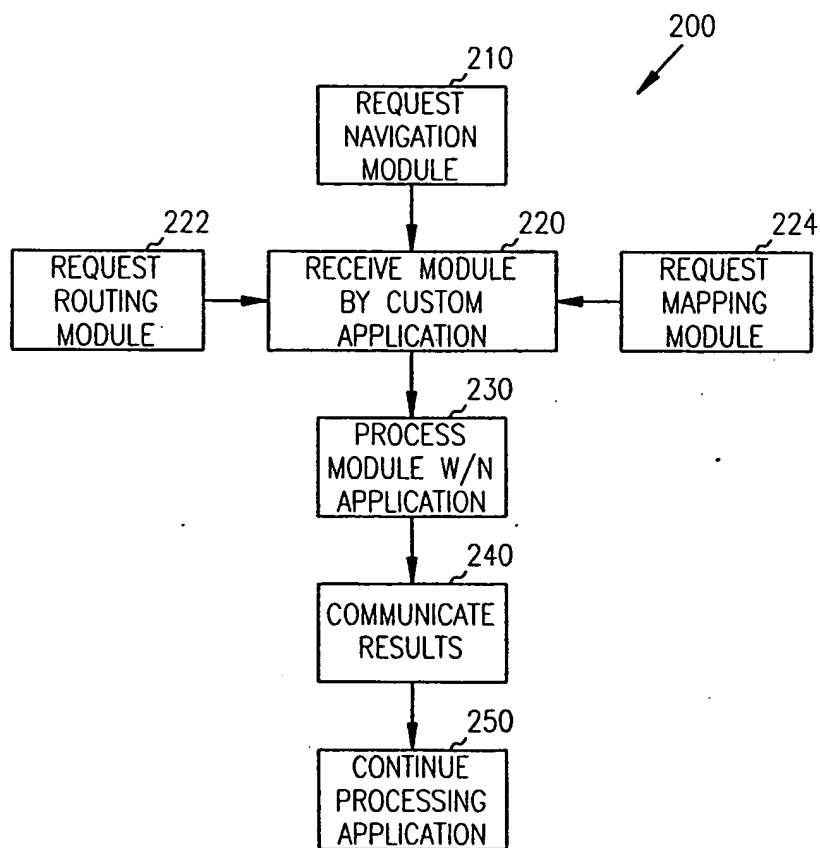 200
210
REQUEST
NAVIGATION
MODULE
222
REQUEST
ROUTING
MODULE
220
RECEIVE MODULE
BY CUSTOM
APPLICATION
224
REQUEST
MAPPING
MODULE
230
PROCESS
MODULE W/N
APPLICATION
240
COMMUNICATE
RESULTS
250
CONTINUE
PROCESSING
APPLICATION